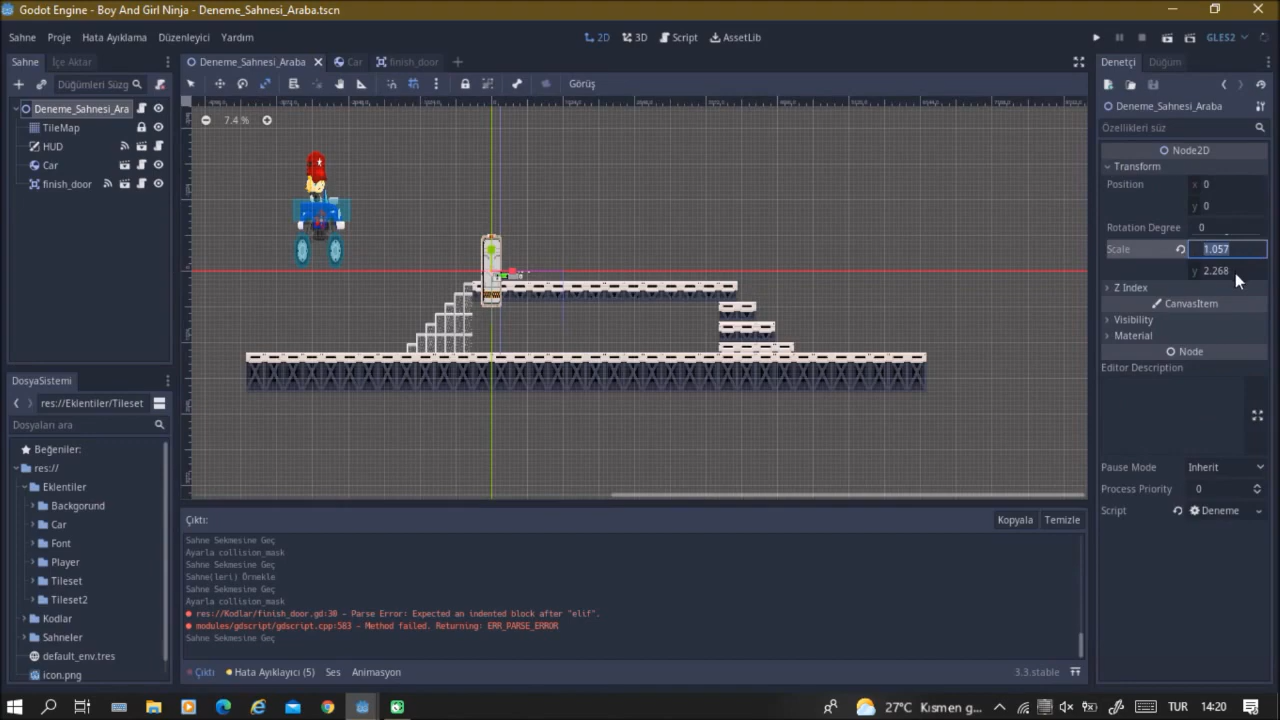 Godot Engine - Boy And Girl Ninja - Deneme_Sahnesi_Araba.tscn
Sahne Proje Hata Ayıklama Düzenleyici Yardım
2D 3D Script AssetLib
GLES2
Sahne İçe Aktar
Düğümleri Süzg
Deneme_Sahnesi_Ara
TileMap
HUD
Car
finish_door
DosyaSistemi
res://Eklentiler/Tileset
Dosyaları ara
Beğeniler:
res://
Eklentiler
Backgorund
Car
Font
Player
Tileset
Tileset2
Kodlar
Sahneler
default_env.tres
icon.png
Deneme_Sahnesi_Araba Car finish_door
Görüş
7.4 %
Çıktı:
Kopyala Temizle
Sahne Sekmesine Geç
Ayarla collision_mask
Sahne Sekmesine Geç
Sahne(leri) Örnekle
Sahne Sekmesine Geç
Ayarla collision_mask
res://Kodlar/finish_door.gd:30 - Parse Error: Expected an indented block after "elif".
modules/gdscript/gdscript.cpp:583 - Method failed. Returning: ERR_PARSE_ERROR
Sahne Sekmesine Geç
Çıktı Hata Ayıklayıcı (5) Ses Animasyon
3.3.stable
Denetçi Düğüm
Deneme_Sahnesi_Araba
Özellikleri süz
Node2D
Transform
Position x 0
y 0
Rotation Degree 0
Scale 1.057
y 2.268
Z Index
CanvasItem
Visibility
Material
Node
Editor Description
Pause Mode Inherit
Process Priority 0
Script Deneme
27°C Kısmen g...
TUR 14:20